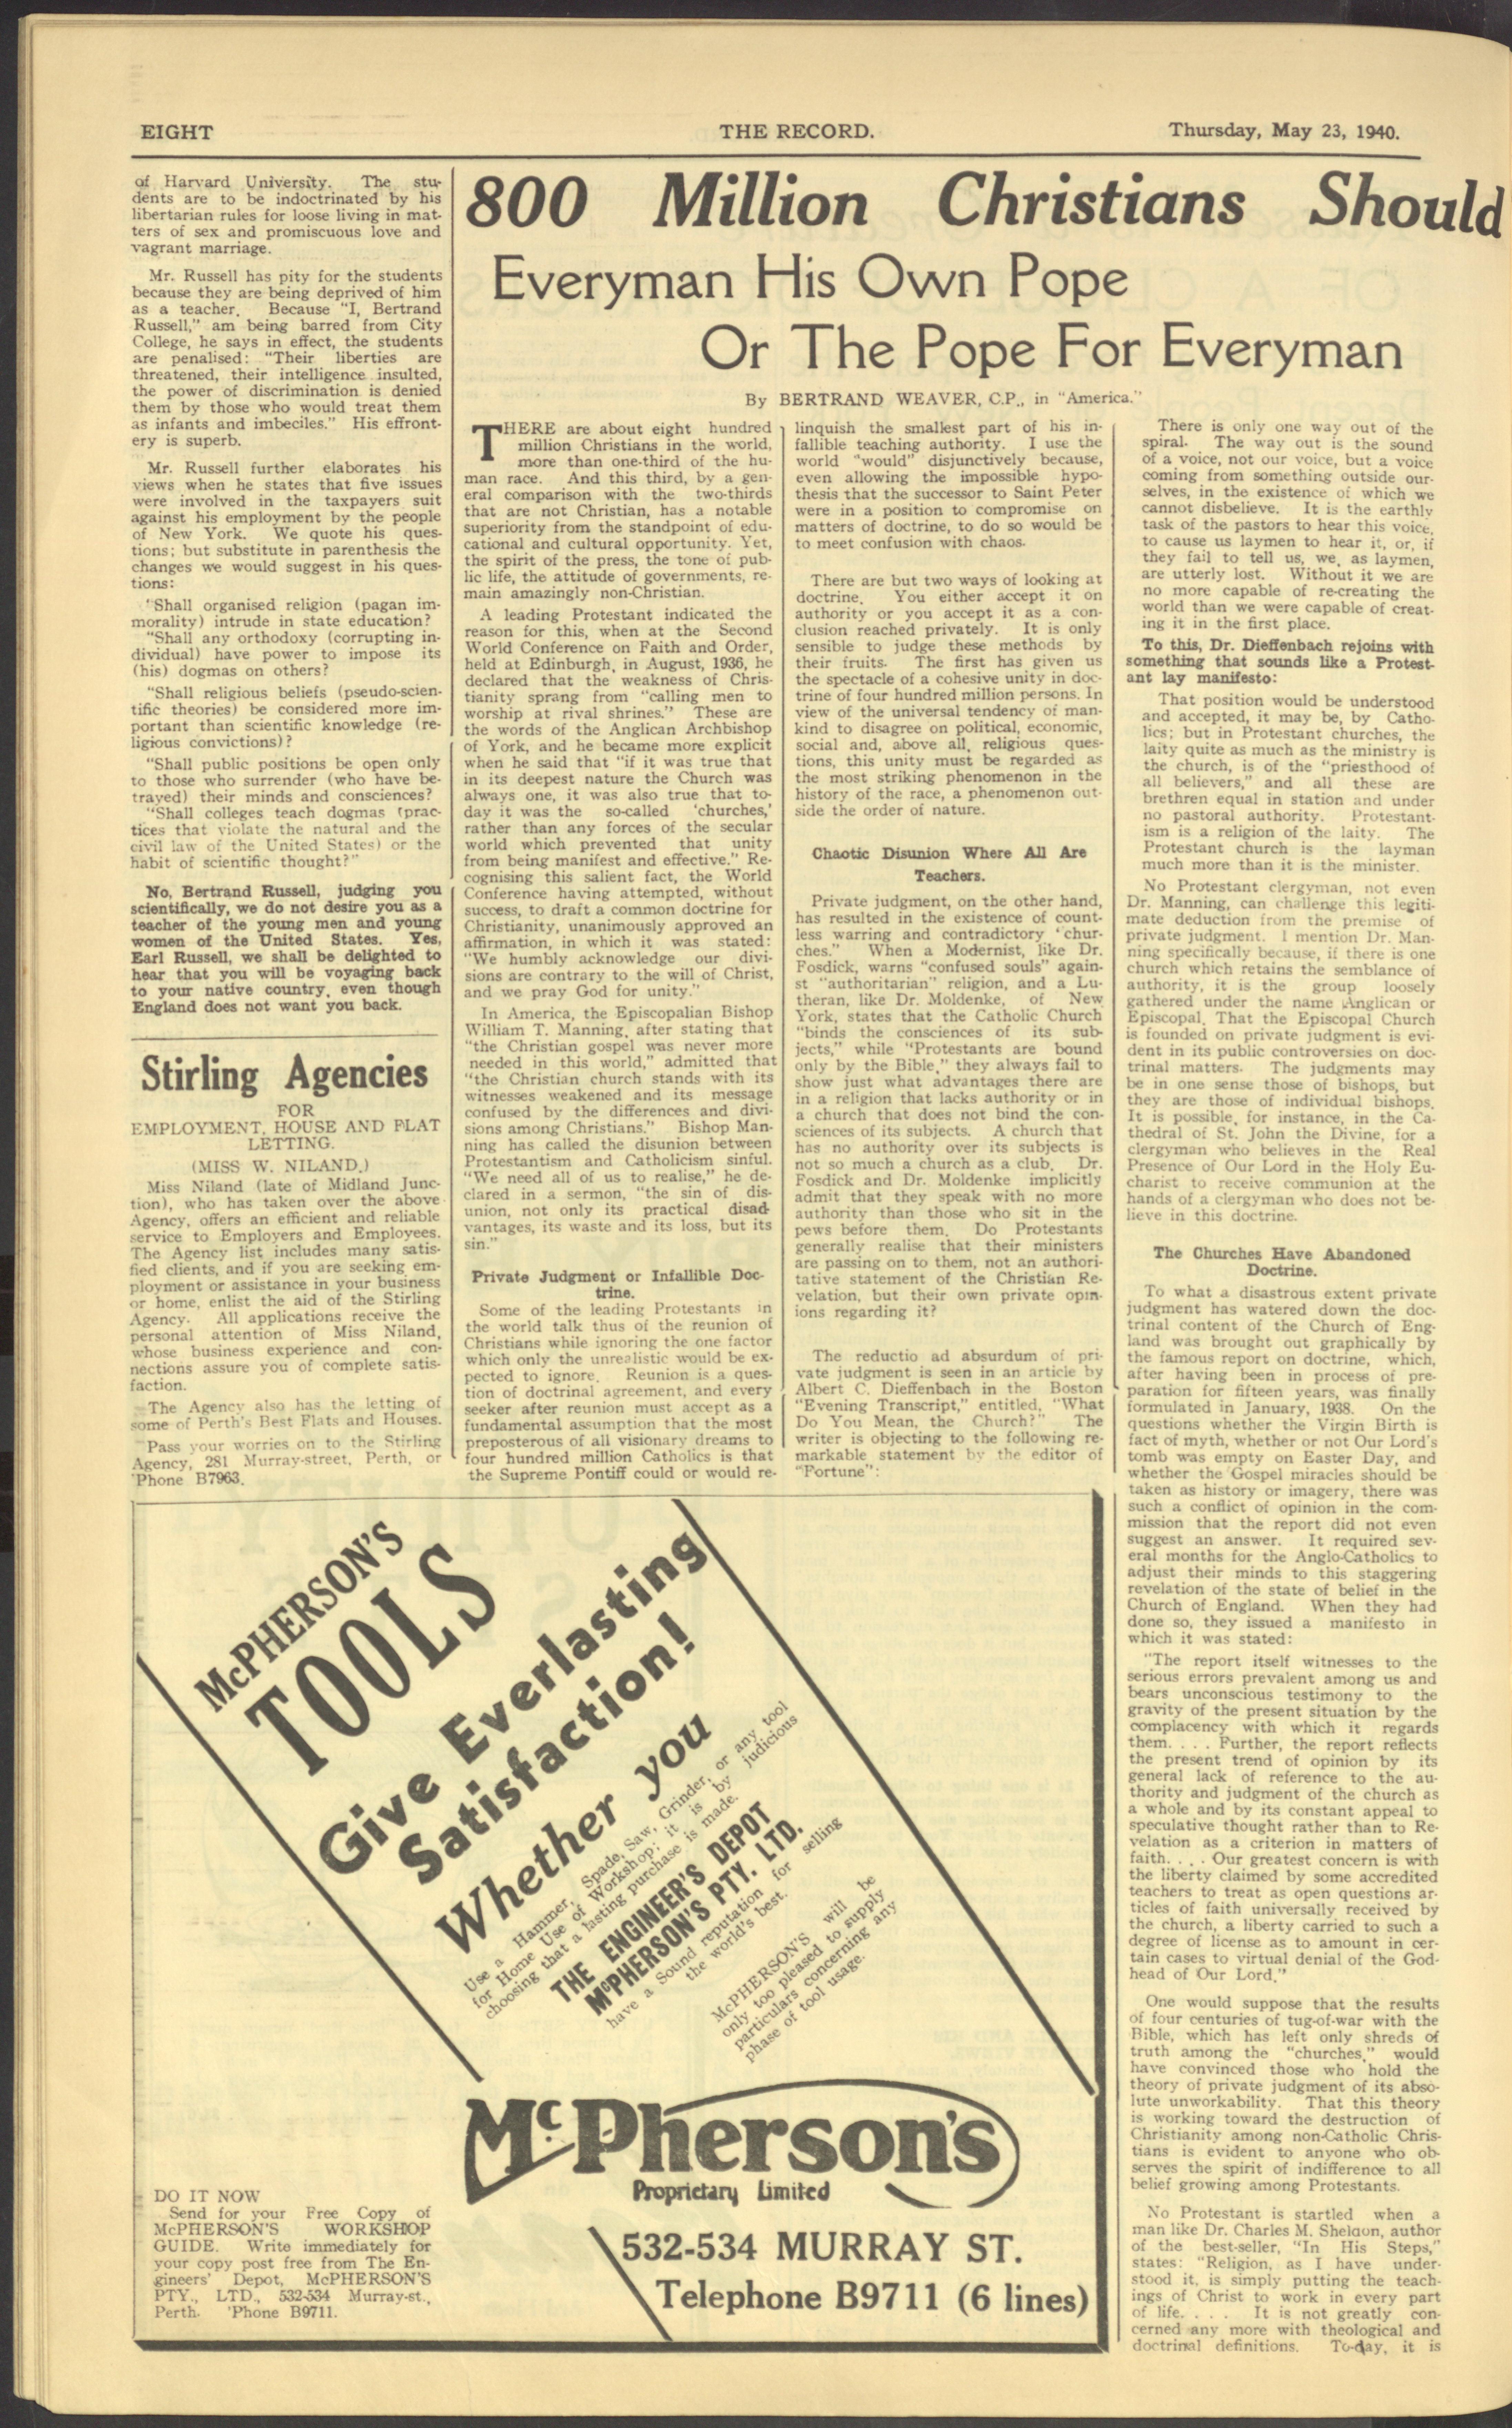 EIGHT
THE RECORD.
Thursday, May 23, 1940.
of Harvard University. The stu-
dents are to be indoctrinated by his
libertarian rules for loose living in mat-
ters of sex and promiscuous love and
vagrant marriage.
Mr. Russell has pity for the students
because they are being deprived of him
as a teacher. Because "I, Bertrand
Russell," am being barred from City
College, he says in effect, the students
are penalised: "Their liberties are
threatened, their intelligence insulted,
the power of discrimination is denied
them by those who would treat them
as infants and imbeciles." His effront-
ery is superb.
Mr. Russell further elaborates his
views when he states that five issues
were involved in the taxpayers suit
against his employment by the people
of New York. We quote his ques-
tions; but substitute in parenthesis the
changes we would suggest in his ques-
tions:
"Shall organised religion (pagan im-
morality) intrude in state education?
"Shall any orthodoxy (corrupting in-
dividual) have power to impose its
(his) dogmas on others?
"Shall religious beliefs (pseudo-scien-
tific theories) be considered more im-
portant than scientific knowledge (re-
ligious convictions)?
"Shall public positions be open only
to those who surrender (who have be-
trayed) their minds and consciences?
"Shall colleges teach dogmas (prac-
tices that violate the natural and the
civil law of the United States) or the
habit of scientific thought?"
No, Bertrand Russell, judging you
scientifically, we do not desire you as a
teacher of the young men and young
women of the United States. Yes,
Earl Russell, we shall be delighted to
hear that you will be voyaging back
to your native country, even though
England does not want you back.
Stirling Agencies
FOR
EMPLOYMENT, HOUSE AND FLAT
LETTING.
(MISS W. NILAND.)
Miss Niland (late of Midland Junc-
tion), who has taken over the above
Agency, offers an efficient and reliable
service to Employers and Employees.
The Agency list includes many satis-
fied clients, and if you are seeking em-
ployment or assistance in your business
or home, enlist the aid of the Stirling
Agency. All applications receive the
personal attention of Miss Niland,
whose business experience and con-
nections assure you of complete satis-
faction.
The Agency also has the letting of
some of Perth's Best Flats and Houses.
Pass your worries on to the Stirling
Agency, 281 Murray-street, Perth, or
'Phone B7963.
800 Million Christians Should
Everyman His Own Pope
Or The Pope For Everyman
By BERTRAND WEAVER, C.P., in "America."
THERE are about eight hundred
million Christians in the world,
more than one-third of the hu-
man race. And this third, by a gen-
eral comparison with the two-thirds
that are not Christian, has a notable
superiority from the standpoint of edu-
cational and cultural opportunity. Yet,
the spirit of the press, the tone of pub-
lic life, the attitude of governments, re-
main amazingly non-Christian.
A leading Protestant indicated the
reason for this, when at the Second
World Conference on Faith and Order,
held at Edinburgh, in August, 1936, he
declared that the weakness of Chris-
tianity sprang from "calling men to
worship at rival shrines." These are
the words of the Anglican Archbishop
of York, and he became more explicit
when he said that "if it was true that
in its deepest nature the Church was
always one, it was also true that to-
day it was the so-called 'churches,'
rather than any forces of the secular
world which prevented that unity
from being manifest and effective." Re-
cognising this salient fact, the World
Conference having attempted, without
success, to draft a common doctrine for
Christianity, unanimously approved an
affirmation, in which it was stated:
"We humbly acknowledge our divi-
sions are contrary to the will of Christ,
and we pray God for unity."
In America, the Episcopalian Bishop
William T. Manning, after stating that
"the Christian gospel was never more
needed in this world," admitted that
"the Christian church stands with its
witnesses weakened and its message
confused by the differences and divi-
sions among Christians." Bishop Man-
ning has called the disunion between
Protestantism and Catholicism sinful.
"We need all of us to realise," he de-
clared in a sermon, "the sin of dis-
union, not only its practical disad-
vantages, its waste and its loss, but its
sin."
Private Judgment or Infallible Doc-
trine.
Some of the leading Protestants in
the world talk thus of the reunion of
Christians while ignoring the one factor
which only the unrealistic would be ex-
pected to ignore. Reunion is a ques-
tion of doctrinal agreement, and every
seeker after reunion must accept as a
fundamental assumption that the most
preposterous of all visionary dreams to
four hundred million Catholics is that
the Supreme Pontiff could or would re-
linquish the smallest part of his in-
fallible teaching authority. I use the
world "would" disjunctively because,
even allowing the impossible hypo-
thesis that the successor to Saint Peter
were in a position to compromise on
matters of doctrine, to do so would be
to meet confusion with chaos.
There are but two ways of looking at
doctrine. You either accept it on
authority or you accept it as a con-
clusion reached privately. It is only
sensible to judge these methods by
their fruits. The first has given us
the spectacle of a cohesive unity in doc-
trine of four hundred million persons. In
view of the universal tendency of man-
kind to disagree on political, economic,
social and, above all, religious ques-
tions, this unity must be regarded as
the most striking phenomenon in the
history of the race, a phenomenon out-
side the order of nature.
Chaotic Disunion Where All Are
Teachers.
Private judgment, on the other hand,
has resulted in the existence of count-
less warring and contradictory 'chur-
ches." When a Modernist, like Dr.
Fosdick, warns "confused souls" again-
st "authoritarian" religion, and a Lu-
theran, like Dr. Moldenke, of New
York, states that the Catholic Church
"binds the consciences of its sub-
jects," while "Protestants are bound
only by the Bible," they always fail to
show just what advantages there are
in a religion that lacks authority or in
a church that does not bind the con-
sciences of its subjects. A church that
has no authority over its subjects is
not so much a church as a club. Dr.
Fosdick and Dr. Moldenke implicitly
admit that they speak with no more
authority than those who sit in the
pews before them. Do Protestants
generally realise that their ministers
are passing on to them, not an authori-
tative statement of the Christian Re-
velation, but their own private opin-
ions regarding it?
The reductio ad absurdum of pri-
vate judgment is seen in an article by
Albert C. Dieffenbach in the Boston
"Evening Transcript," entitled, "What
Do You Mean, the Church?" The
writer is objecting to the following re-
markable statement by the editor of
"Fortune":
There is only one way out of the
spiral. The way out is the sound
of a voice, not our voice, but a voice
coming from something outside our-
selves, in the existence of which we
cannot disbelieve. It is the earthly
task of the pastors to hear this voice,
to cause us laymen to hear it, or, if
they fail to tell us, we, as laymen,
are utterly lost. Without it we are
no more capable of re-creating the
world than we were capable of creat-
ing it in the first place.
To this, Dr. Dieffenbach rejoins with
something that sounds like a Protest-
ant lay manifesto:
That position would be understood
and accepted, it may be, by Catho-
lics; but in Protestant churches, the
laity quite as much as the ministry is
the church, is of the "priesthood of
all believers," and all these are
brethren equal in station and under
no pastoral authority. Protestant-
ism is a religion of the laity. The
Protestant church is the layman
much more than it is the minister.
No Protestant clergyman, not even
Dr. Manning, can challenge this legiti-
mate deduction from the premise of
private judgment. I mention Dr. Man-
ning specifically because, if there is one
church which retains the semblance of
authority, it is the group loosely
gathered under the name Anglican or
Episcopal. That the Episcopal Church
is founded on private judgment is evi-
dent in its public controversies on doc-
trinal matters. The judgments may
be in one sense those of bishops, but
they are those of individual bishops.
It is possible, for instance, in the Ca-
thedral of St. John the Divine, for a
clergyman who believes in the Real
Presence of Our Lord in the Holy Eu-
charist to receive communion at the
hands of a clergyman who does not be-
lieve in this doctrine.
The Churches Have Abandoned
Doctrine.
To what a disastrous extent private
judgment has watered down the doc-
trinal content of the Church of Eng-
land was brought out graphically by
the famous report on doctrine, which,
after having been in process of pre-
paration for fifteen years, was finally
formulated in January, 1938. On the
questions whether the Virgin Birth is
fact of myth, whether or not Our Lord's
tomb was empty on Easter Day, and
whether the Gospel miracles should be
taken as history or imagery, there was
such a conflict of opinion in the com-
mission that the report did not even
suggest an answer. It required sev-
eral months for the Anglo-Catholics to
adjust their minds to this staggering
revelation of the state of belief in the
Church of England. When they had
done so, they issued a manifesto in
which it was stated:
"The report itself witnesses to the
serious errors prevalent among us and
bears unconscious testimony to the
gravity of the present situation by the
complacency with which it regards
them. . . . Further, the report reflects
the present trend of opinion by its
general lack of reference to the au-
thority and judgment of the church as
a whole and by its constant appeal to
speculative thought rather than to Re-
velation as a criterion in matters of
faith. . . . Our greatest concern is with
the liberty claimed by some accredited
teachers to treat as open questions ar-
ticles of faith universally received by
the church, a liberty carried to such a
degree of license as to amount in cer-
tain cases to virtual denial of the God-
head of Our Lord."
One would suppose that the results
of four centuries of tug-of-war with the
Bible, which has left only shreds of
truth among the "churches," would
have convinced those who hold the
theory of private judgment of its abso-
lute unworkability. That this theory
is working toward the destruction of
Christianity among non-Catholic Chris-
tians is evident to anyone who ob-
serves the spirit of indifference to all
belief growing among Protestants.
No Protestant is startled when a
man like Dr. Charles M. Sheldon, author
of the best-seller, "In His Steps,"
states: "Religion, as I have under-
stood it, is simply putting the teach-
ings of Christ to work in every part
of life. . . . It is not greatly con-
cerned any more with theological and
doctrinal definitions. To-day, it is
McPHERSON'S
TOOLS
Give Everlasting
Satisfaction!
Whether you
Use a Hammer, Spade, Saw, Grinder, or any tool
for Home Use of Workshop; it is by judicious
choosing that a lasting purchase is made.
THE ENGINEER'S DEPOT
McPHERSON'S PTY. LTD.
have a Sound reputation for selling
the world's best.
McPHERSON'S will be
only too pleased to supply
particulars concerning any
phase of tool usage.
McPherson's
Proprietary Limited
532-534 MURRAY ST.
Telephone B9711 (6 lines)
DO IT NOW
Send for your Free Copy of
McPHERSON'S WORKSHOP
GUIDE. Write immediately for
your copy post free from The En-
gineers' Depot, McPHERSON'S
PTY., LTD., 532-534 Murray-st.,
Perth. 'Phone B9711.